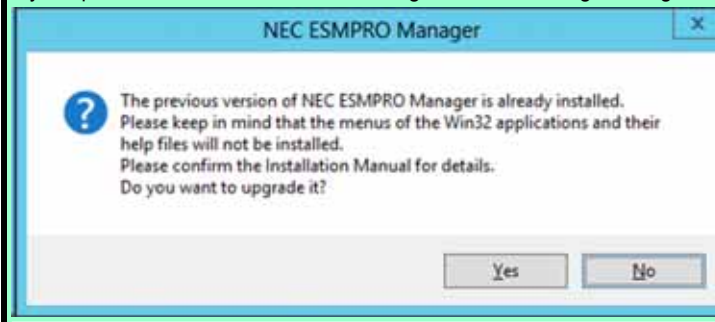 NEC ESMPRO Manager
x
The previous version of NEC ESMPRO Manager is already installed.
Please keep in mind that the menus of the Win32 applications and their
help files will not be installed.
Please confirm the Installation Manual for details.
Do you want to upgrade it?
Yes
No